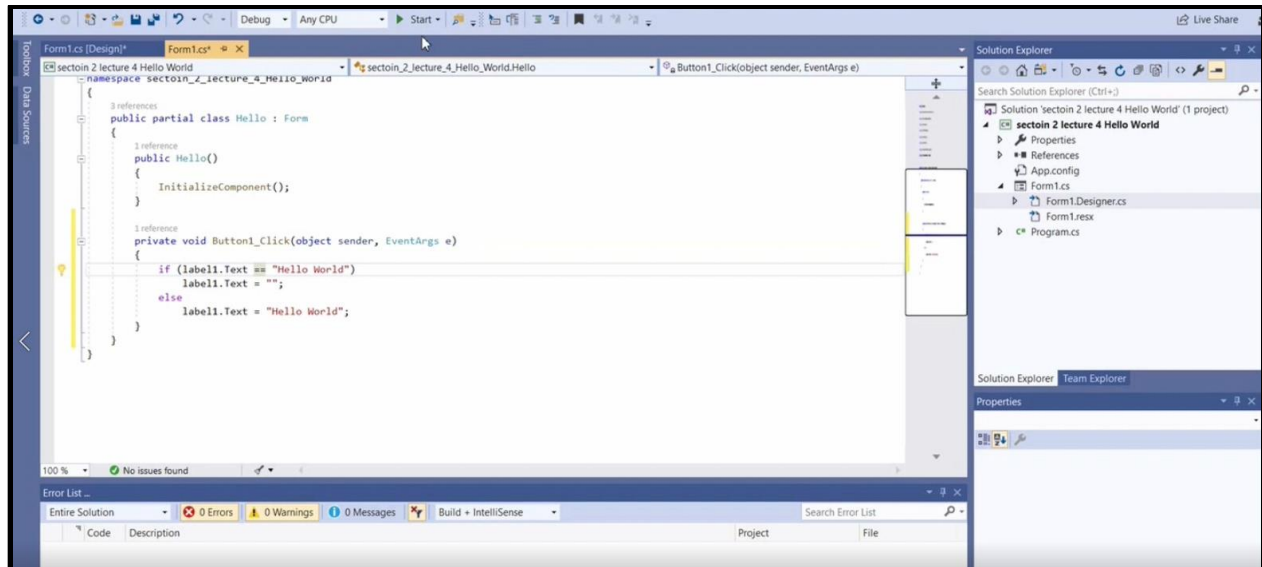 Debug Any CPU Start Live Share
Toolbox
Data Sources
Form1.cs [Design]* Form1.cs*
sectoin 2 lecture 4 Hello World sectoin_2_lecture_4_Hello_World.Hello Button1_Click(object sender, EventArgs e)
namespace sectoin_2_lecture_4_Hello_World
{
3 references
public partial class Hello : Form
{
1 reference
public Hello()
{
InitializeComponent();
}
1 reference
private void Button1_Click(object sender, EventArgs e)
{
if (label1.Text == "Hello World")
label1.Text = "";
else
label1.Text = "Hello World";
}
}
}
100 % No issues found
Error List ...
Entire Solution 0 Errors 0 Warnings 0 Messages Build + IntelliSense Search Error List
Code Description Project File
Solution Explorer
Search Solution Explorer (Ctrl+;)
Solution 'sectoin 2 lecture 4 Hello World' (1 project)
C# sectoin 2 lecture 4 Hello World
Properties
References
App.config
Form1.cs
Form1.Designer.cs
Form1.resx
C# Program.cs
Solution Explorer Team Explorer
Properties